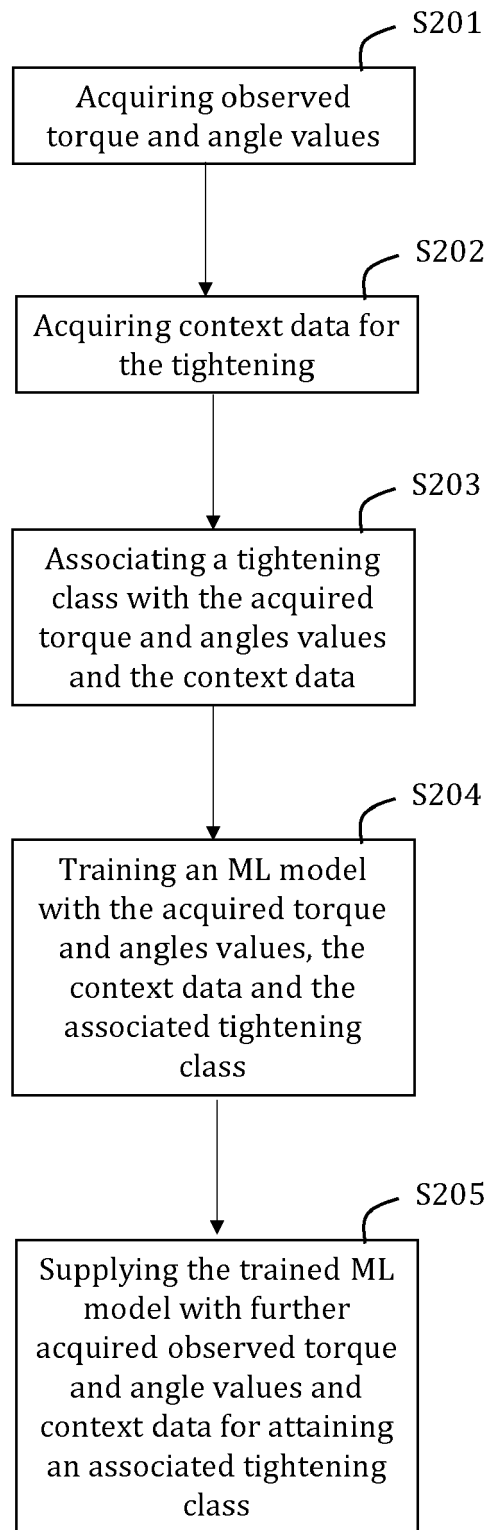 S201
Acquiring observed
torque and angle values
S202
Acquiring context data for
the tightening
S203
Associating a tightening
class with the acquired
torque and angles values
and the context data
S204
Training an ML model
with the acquired torque
and angles values, the
context data and the
associated tightening
class
S205
Supplying the trained ML
model with further
acquired observed torque
and angle values and
context data for attaining
an associated tightening
class